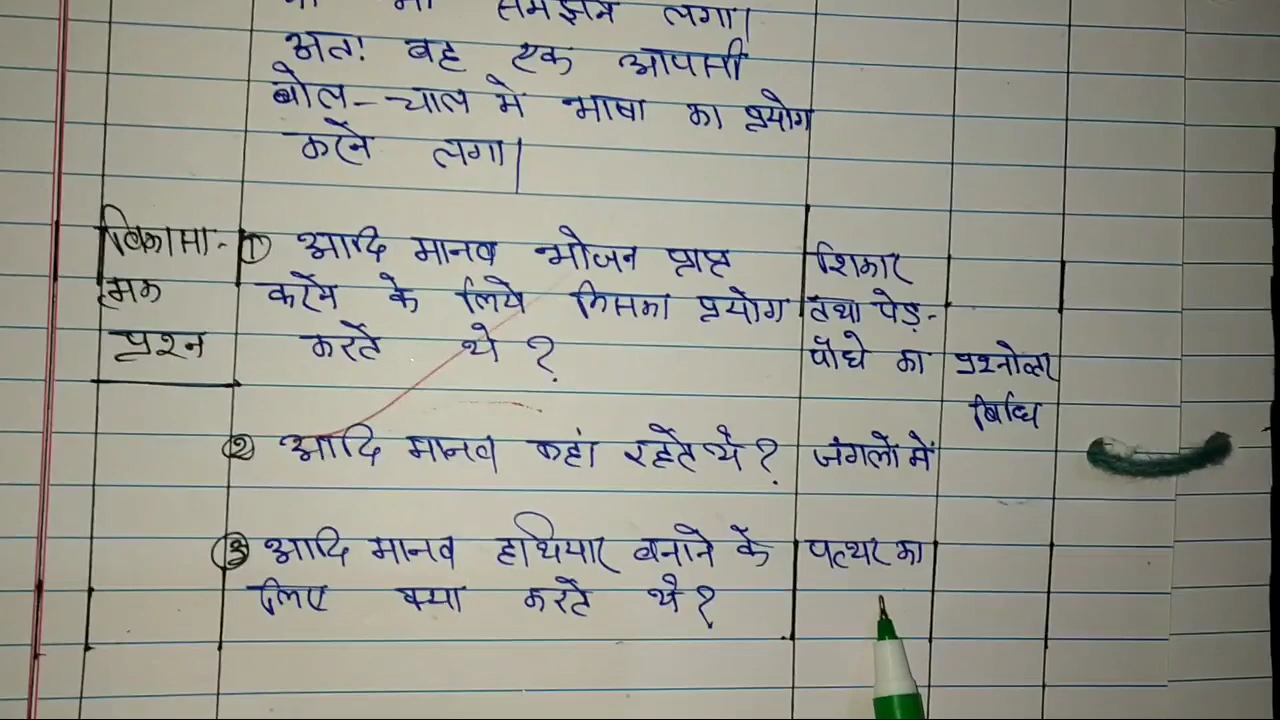 समझने लगा।
अत! वह एक आपसी
बोल-चाल मे भाषा का प्रयोग
करने लगा।
विकासा- ① आदि मानव भोजन प्राप्त शिकार
त्मक करने के लिये किसका प्रयोग तथा पेड़-
प्रश्न करते थे ? पौधे का प्रश्नोत्तर
बिधि
② आदि मानव कहां रहते थे ? जंगलों में
③ आदि मानव हथियार बनाने के पत्थर का
लिए क्या करते थे ?